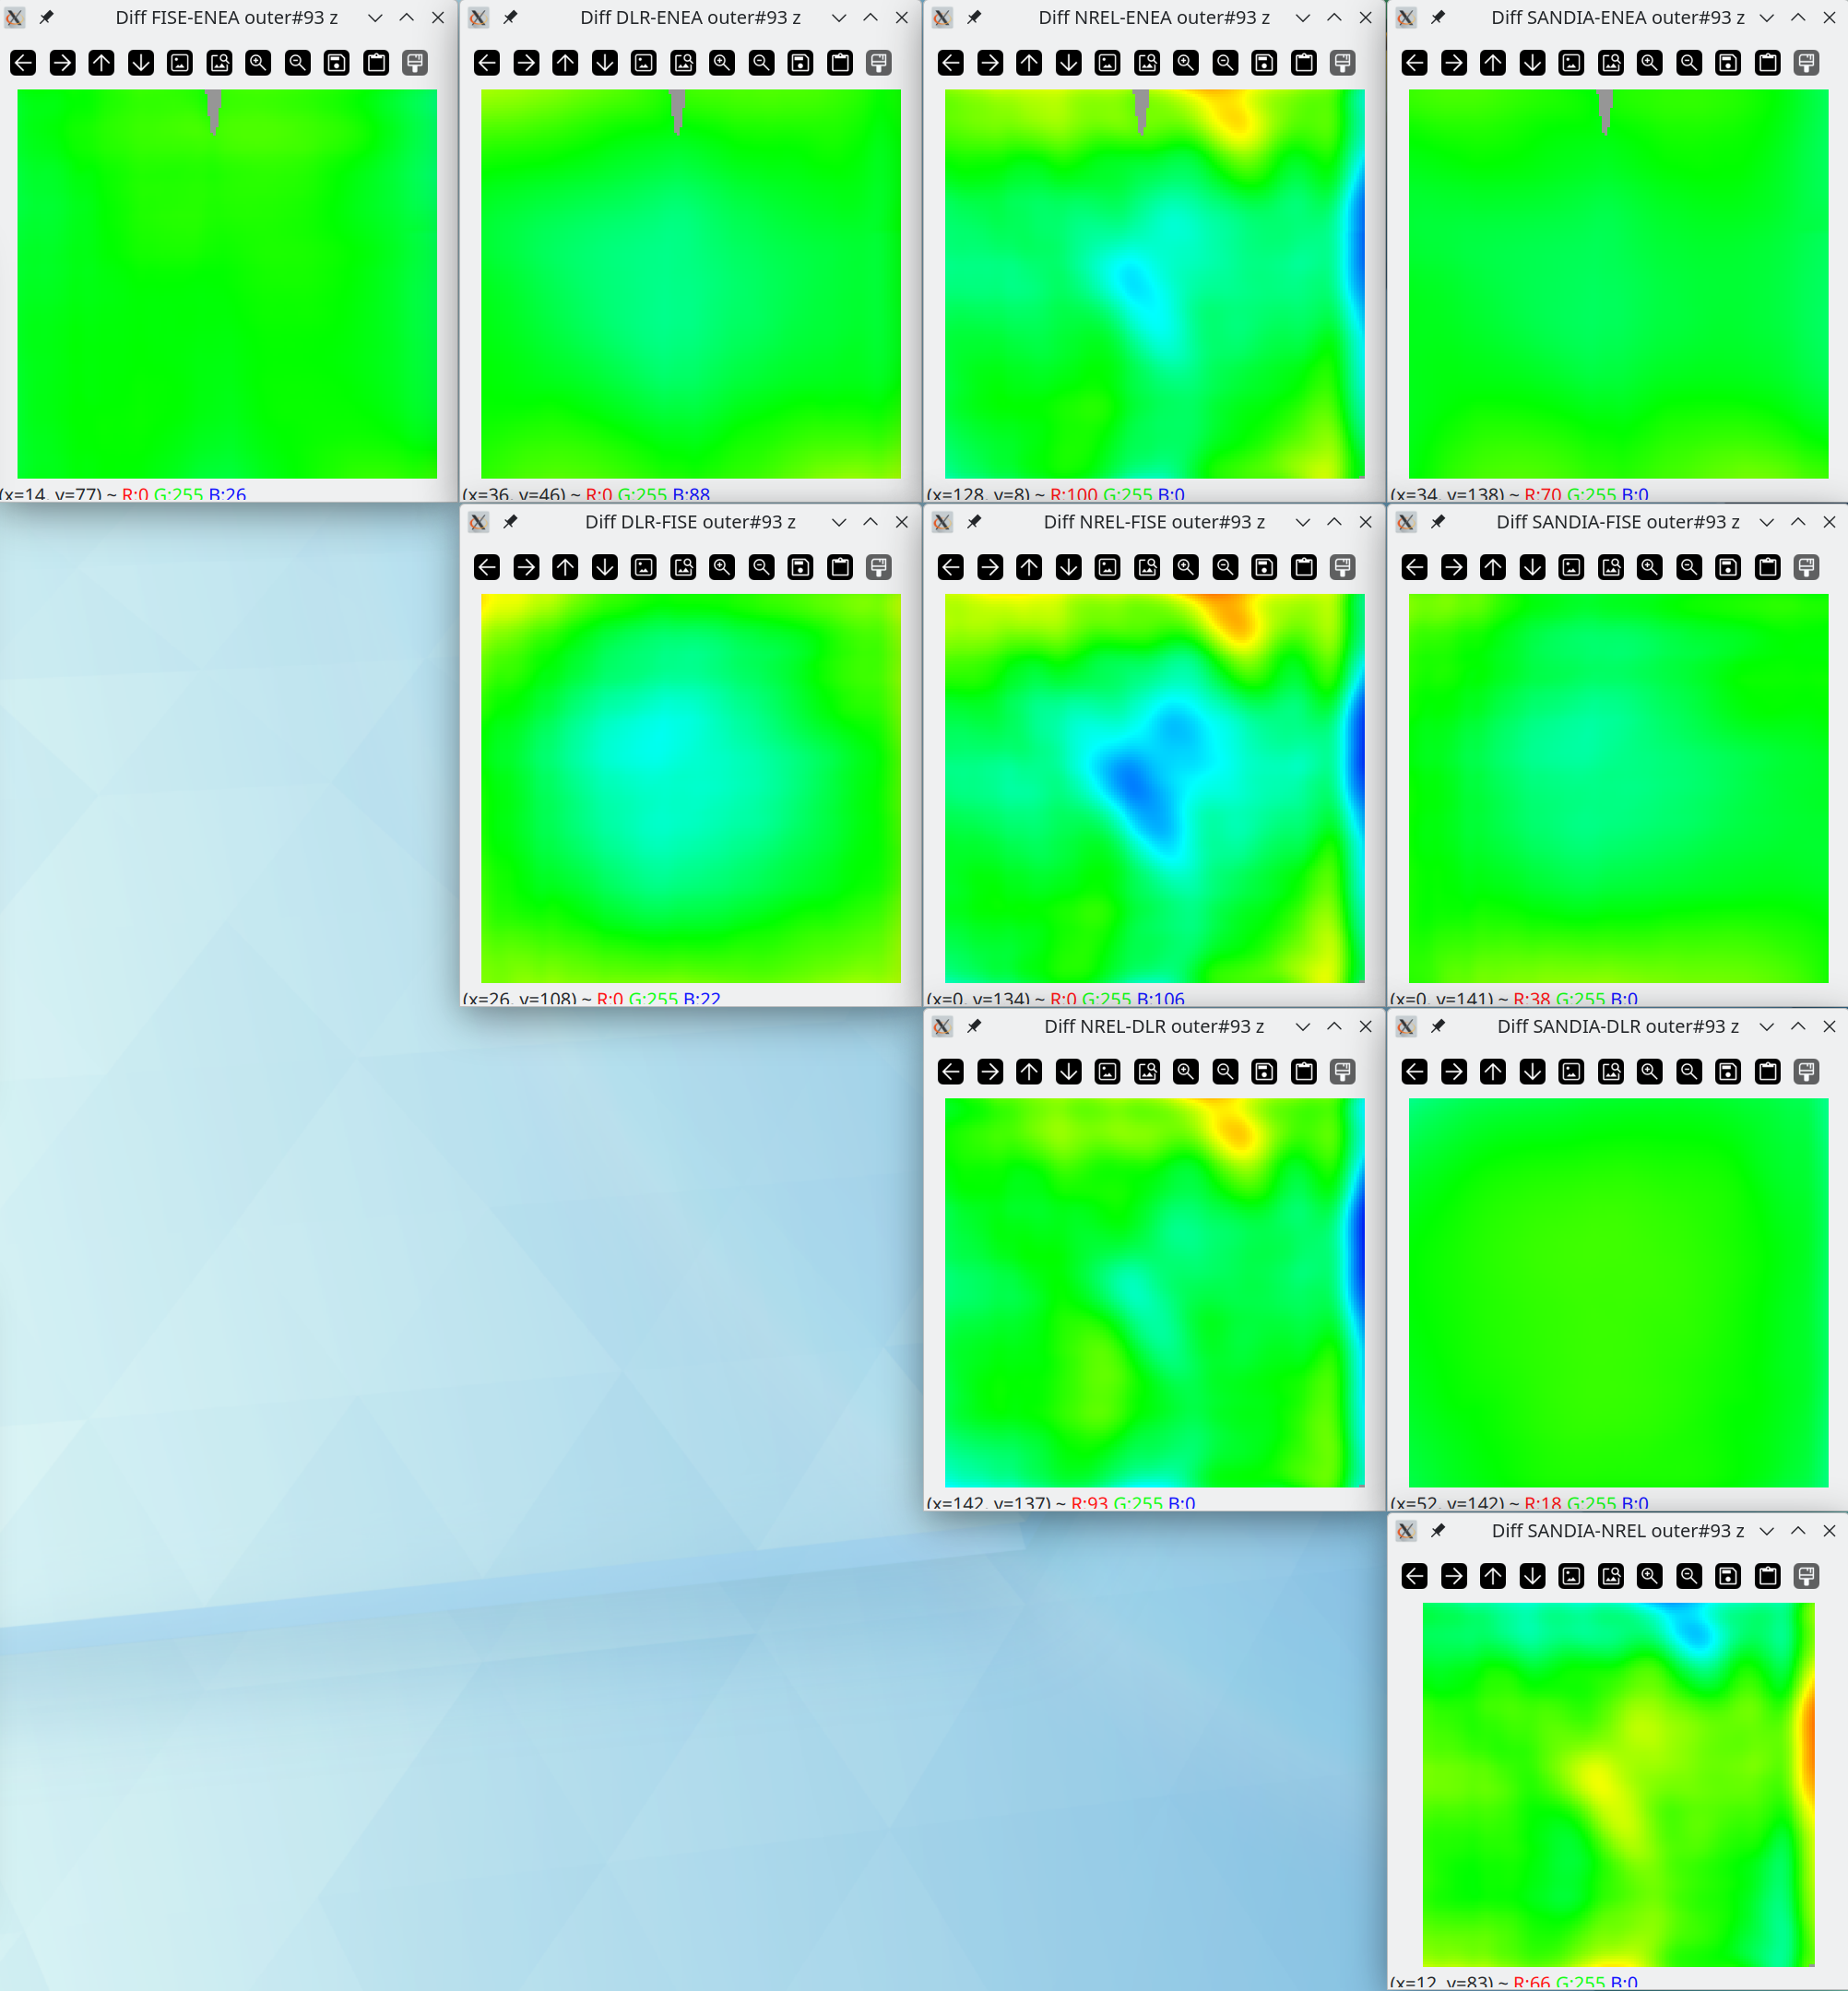 Diff FISE-ENEA outer#93 z
Diff DLR-ENEA outer#93 z
Diff NREL-ENEA outer#93 z
Diff SANDIA-ENEA outer#93 z
(x=14, y=77) ~ R:0 G:255 B:26
(x=36, y=46) ~ R:0 G:255 B:88
(x=128, y=8) ~ R:100 G:255 B:0
(x=34, y=138) ~ R:70 G:255 B:0
Diff DLR-FISE outer#93 z
Diff NREL-FISE outer#93 z
Diff SANDIA-FISE outer#93 z
(x=26, y=108) ~ R:0 G:255 B:22
(x=0, y=134) ~ R:0 G:255 B:106
(x=0, y=141) ~ R:38 G:255 B:0
Diff NREL-DLR outer#93 z
Diff SANDIA-DLR outer#93 z
(x=142, y=137) ~ R:93 G:255 B:0
(x=52, y=142) ~ R:18 G:255 B:0
Diff SANDIA-NREL outer#93 z
(x=12, y=83) ~ R:66 G:255 B:0